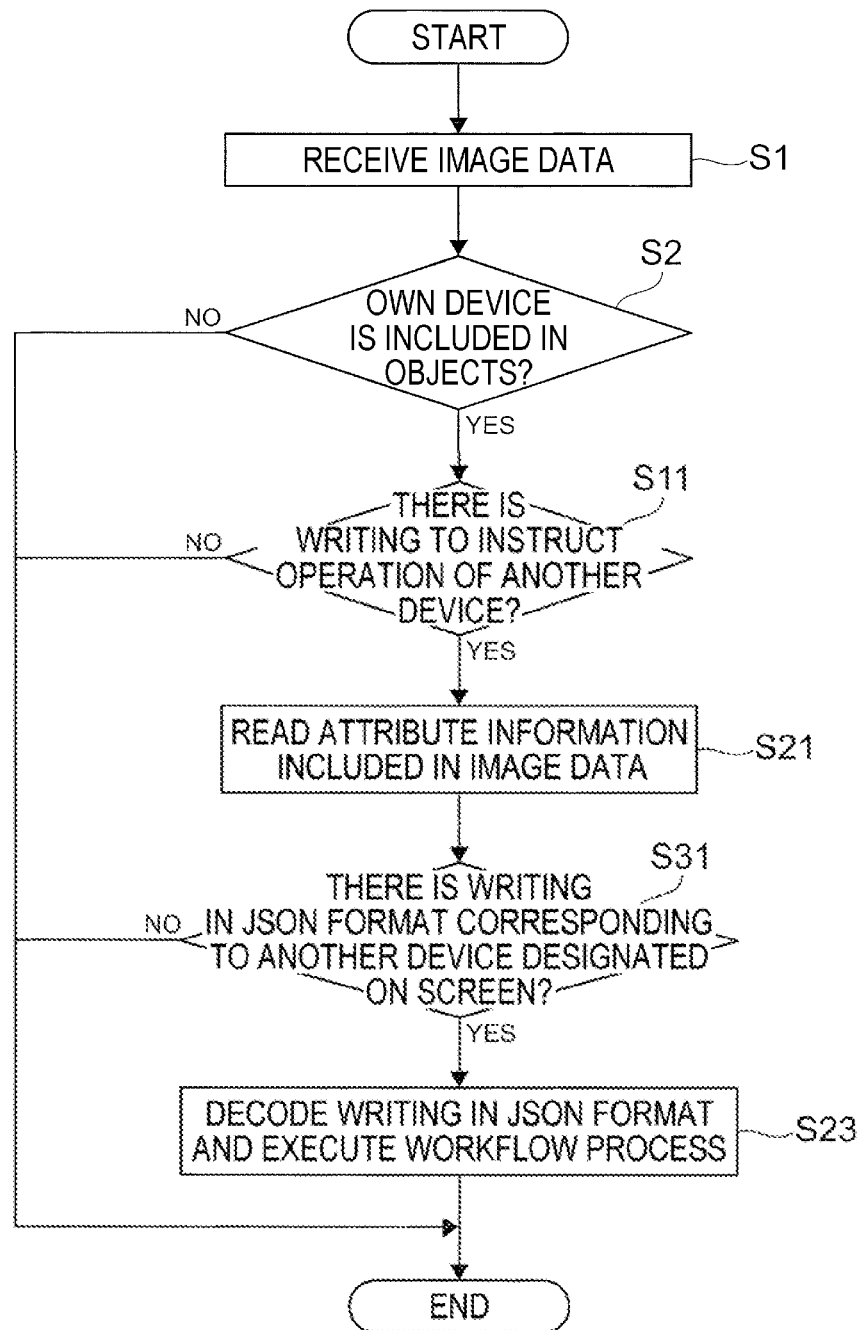 START
RECEIVE IMAGE DATA
S1
S2
OWN DEVICE
IS INCLUDED IN
OBJECTS?
NO
YES
S11
THERE IS
WRITING TO INSTRUCT
OPERATION OF ANOTHER
DEVICE?
NO
YES
READ ATTRIBUTE INFORMATION
INCLUDED IN IMAGE DATA
S21
S31
THERE IS WRITING
IN JSON FORMAT CORRESPONDING
TO ANOTHER DEVICE DESIGNATED
ON SCREEN?
NO
YES
DECODE WRITING IN JSON FORMAT
AND EXECUTE WORKFLOW PROCESS
S23
END